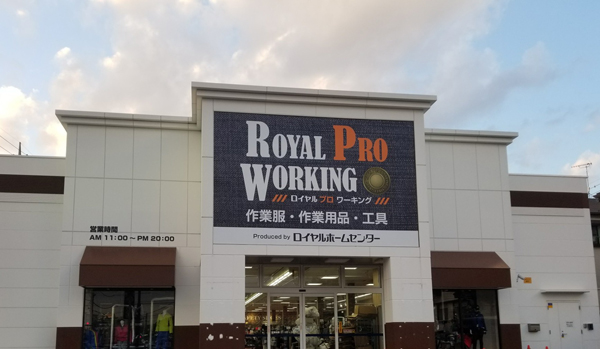 ROYAL PRO
WORKING
ロイヤル プロ ワーキング
作業服・作業用品・工具
Produced by ロイヤルホームセンター
営業時間
AM 11:00～PM 20:00